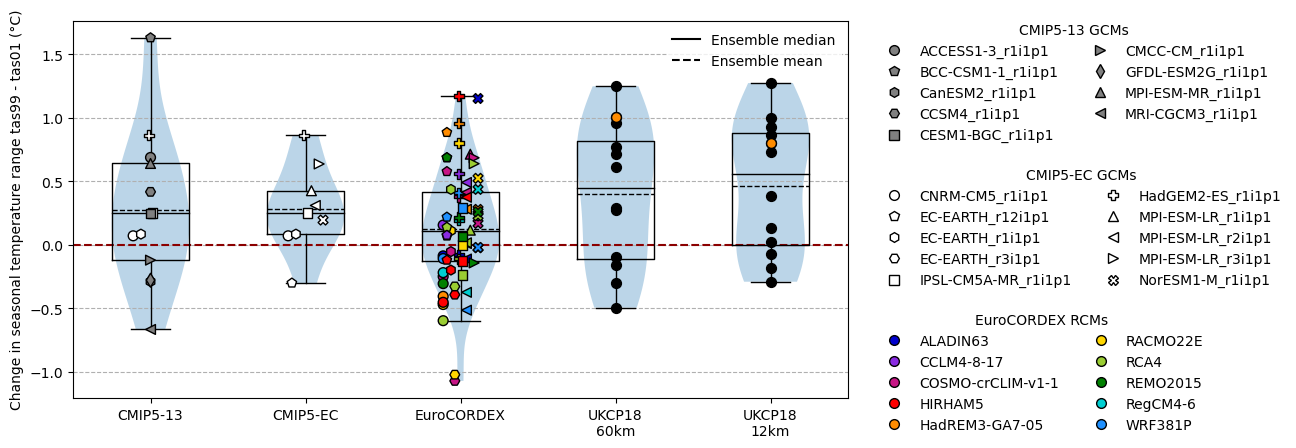 Change in seasonal temperature range tas99 - tas01 (°C)
1.5
1.0
0.5
0.0
−0.5
−1.0
Ensemble median
Ensemble mean
CMIP5-13
CMIP5-EC
EuroCORDEX
UKCP18
60km
UKCP18
12km
CMIP5-13 GCMs
ACCESS1-3_r1i1p1
BCC-CSM1-1_r1i1p1
CanESM2_r1i1p1
CCSM4_r1i1p1
CESM1-BGC_r1i1p1
CMCC-CM_r1i1p1
GFDL-ESM2G_r1i1p1
MPI-ESM-MR_r1i1p1
MRI-CGCM3_r1i1p1
CMIP5-EC GCMs
CNRM-CM5_r1i1p1
EC-EARTH_r12i1p1
EC-EARTH_r1i1p1
EC-EARTH_r3i1p1
IPSL-CM5A-MR_r1i1p1
HadGEM2-ES_r1i1p1
MPI-ESM-LR_r1i1p1
MPI-ESM-LR_r2i1p1
MPI-ESM-LR_r3i1p1
NorESM1-M_r1i1p1
EuroCORDEX RCMs
ALADIN63
CCLM4-8-17
COSMO-crCLIM-v1-1
HIRHAM5
HadREM3-GA7-05
RACMO22E
RCA4
REMO2015
RegCM4-6
WRF381P